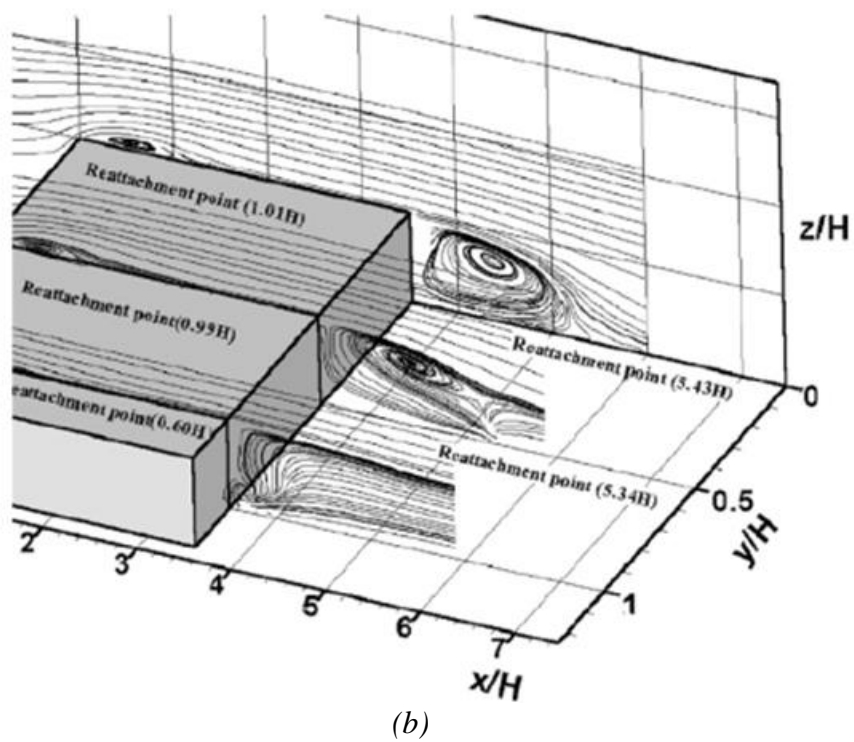 Reattachment point (1.01H)
z/H
Reattachment point(0.99H)
Reattachment point (5.43H)
0
eattachment point(0.60H)
Reattachment point (5.34H)
0.5
y/H
1
2
3
4
5
6
7
x/H
(b)